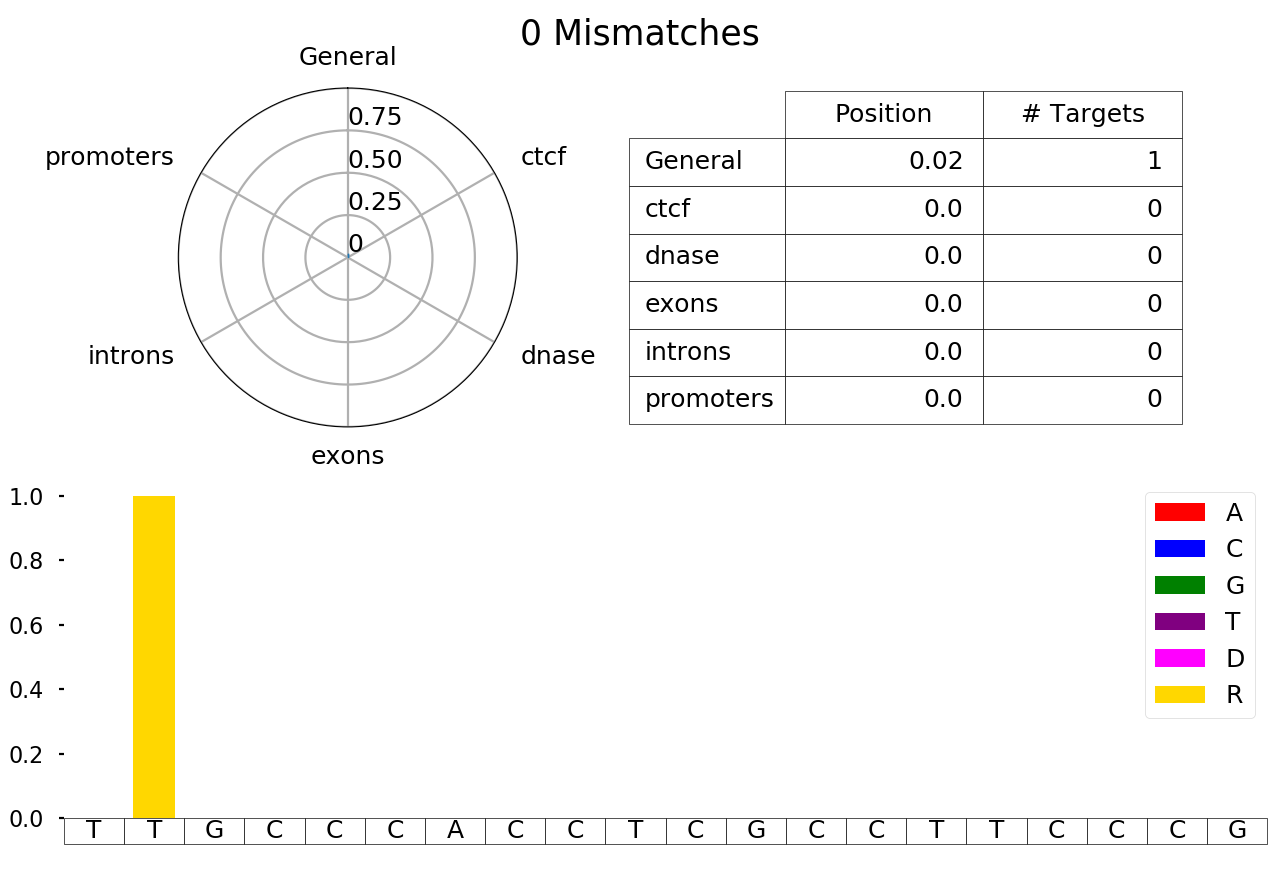 0 Mismatches
General
promoters
ctcf
0.75
0.50
0.25
0
introns
dnase
exons
Position # Targets
General 0.02 1
ctcf 0.0 0
dnase 0.0 0
exons 0.0 0
introns 0.0 0
promoters 0.0 0
1.0
0.8
0.6
0.4
0.2
0.0
T T G C C C A C C T C G C C T T C C C G
A
C
G
T
D
R